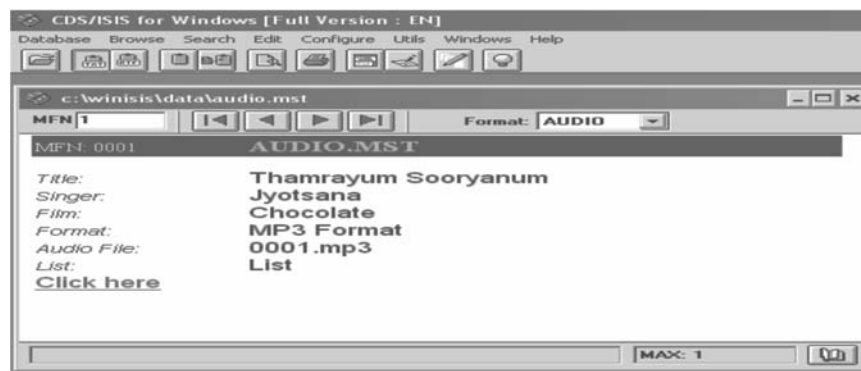 CDS/ISIS for Windows [Full Version : EN]
Database Browse Search Edit Configure Utils Windows Help
c:\winisis\data\audio.mst
MFN 1 Format: AUDIO
MFN: 0001 AUDIO.MST
Title: Thamrayum Sooryanum
Singer: Jyotsana
Film: Chocolate
Format: MP3 Format
Audio File: 0001.mp3
List: List
Click here
MAX: 1